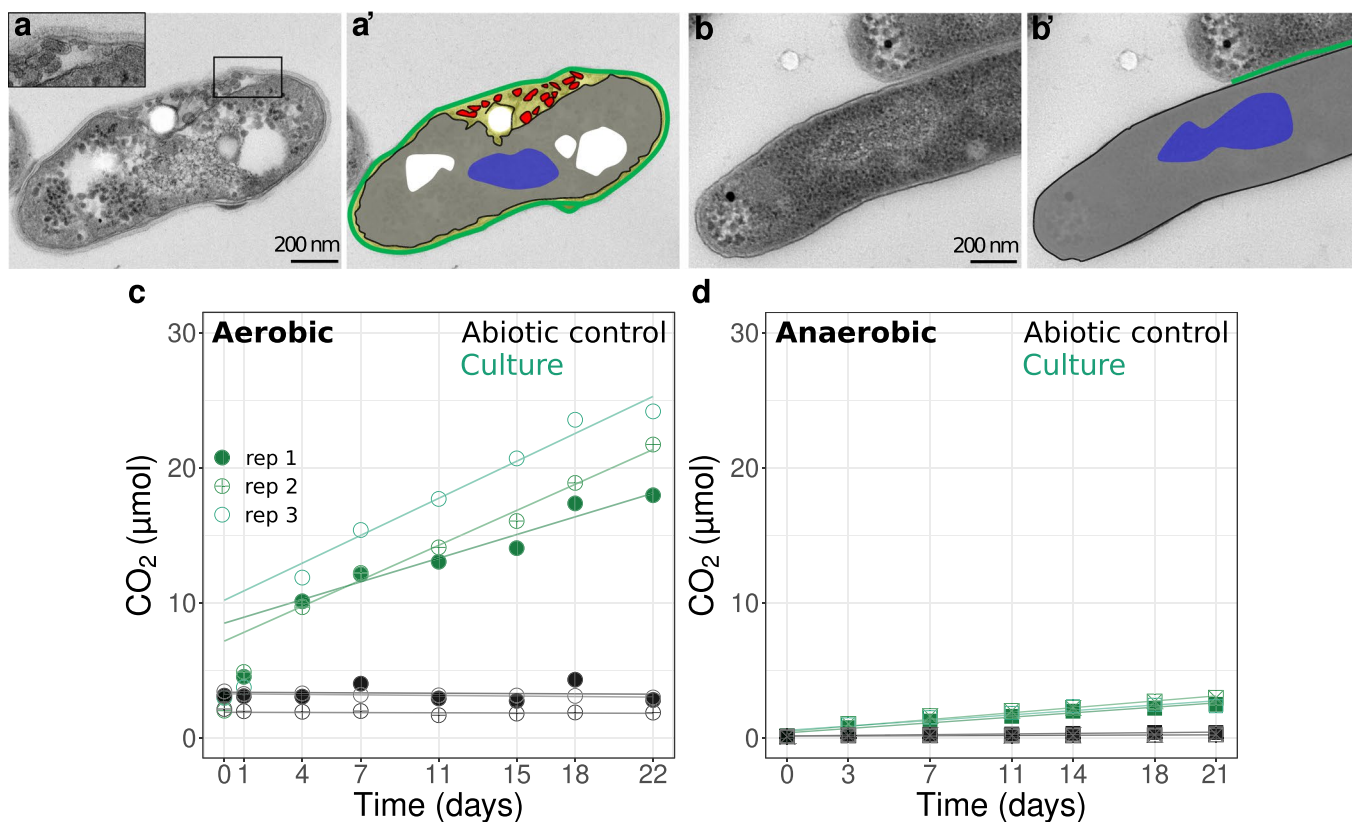 a
a'
b
b'
200 nm
200 nm
c
d
Aerobic
Abiotic control
Culture
rep 1
rep 2
rep 3
CO₂ (µmol)
30
20
10
0
0 1 4 7 11 15 18 22
Time (days)
Anaerobic
Abiotic control
Culture
CO₂ (µmol)
30
20
10
0
0 3 7 11 14 18 21
Time (days)